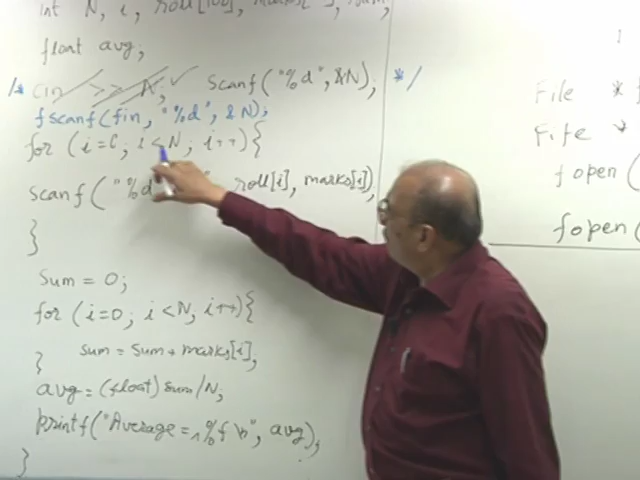 int N, i, roll[100], marks[
float avg;
/* cin >> N; ✓ scanf("%d", &N); */
fscanf(fin, "%d", &N);
for (i=0; i<N; i++){
scanf("%d ", roll[i], marks[i]),
}
sum = 0;
for (i=0; i<N, i++){
sum = sum + marks[i],
}
avg = (float) sum/N;
printf("Average = %f \n", avg),
}
File
File *
fopen(
fopen(